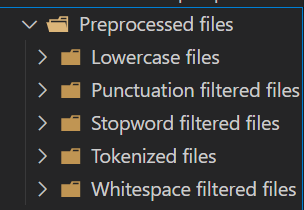 Preprocessed files
Lowercase files
Punctuation filtered files
Stopword filtered files
Tokenized files
Whitespace filtered files